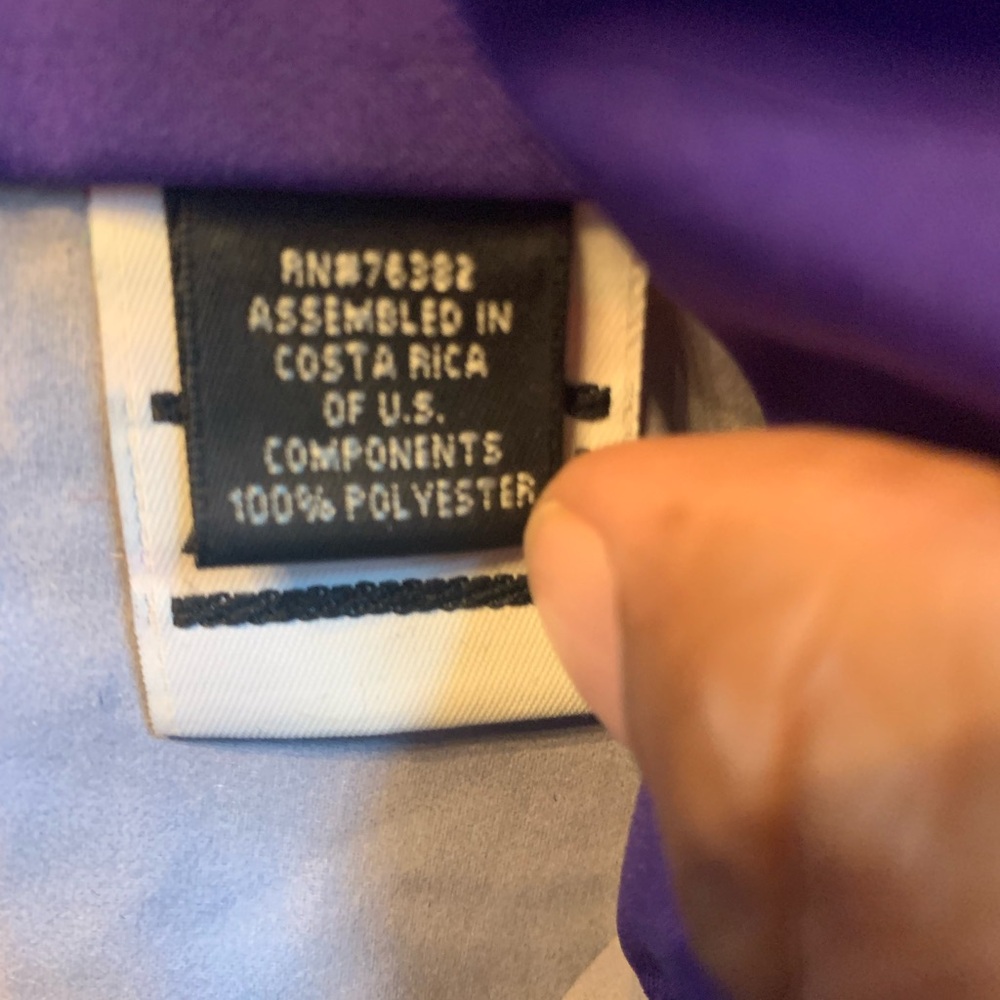 RN#76382
ASSEMBLED IN
COSTA RICA
OF U.S.
COMPONENTS
100% POLYESTER